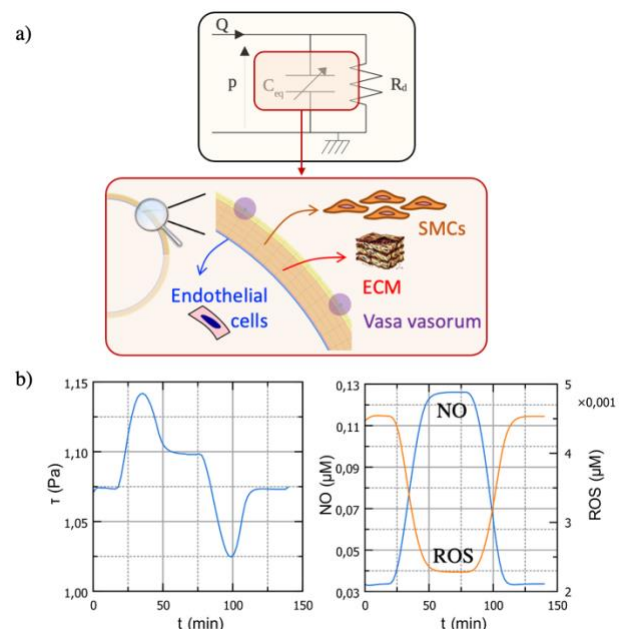 a)
Q
p
C_eq
R_d
SMCs
ECM
Endothelial
cells
Vasa vasorum
b)
1,15
1,10
1,05
1,00
τ (Pa)
0
50
100
150
t (min)
0,13
0,11
0,09
0,07
0,05
0,03
NO (μM)
NO
ROS
0
50
100
150
t (min)
5
4
3
2
×0,001
ROS (μM)